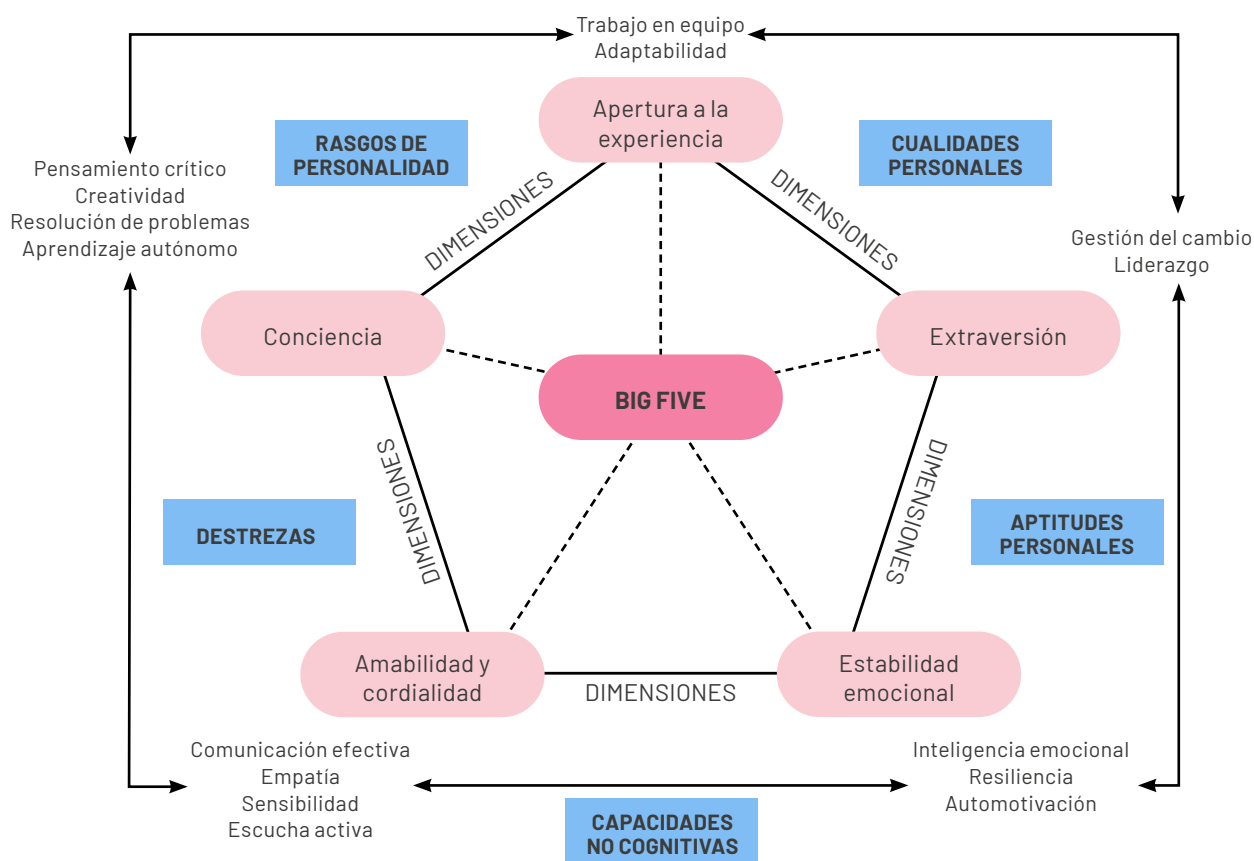 Trabajo en equipo
Adaptabilidad
Apertura a la
experiencia
RASGOS DE
PERSONALIDAD
CUALIDADES
PERSONALES
Pensamiento crítico
Creatividad
Resolución de problemas
Aprendizaje autónomo
DIMENSIONES
DIMENSIONES
Gestión del cambio
Liderazgo
Conciencia
Extraversión
BIG FIVE
DIMENSIONES
DIMENSIONES
DESTREZAS
APTITUDES
PERSONALES
Amabilidad y
cordialidad
DIMENSIONES
Estabilidad
emocional
Comunicación efectiva
Empatía
Sensibilidad
Escucha activa
Inteligencia emocional
Resiliencia
Automotivación
CAPACIDADES
NO COGNITIVAS